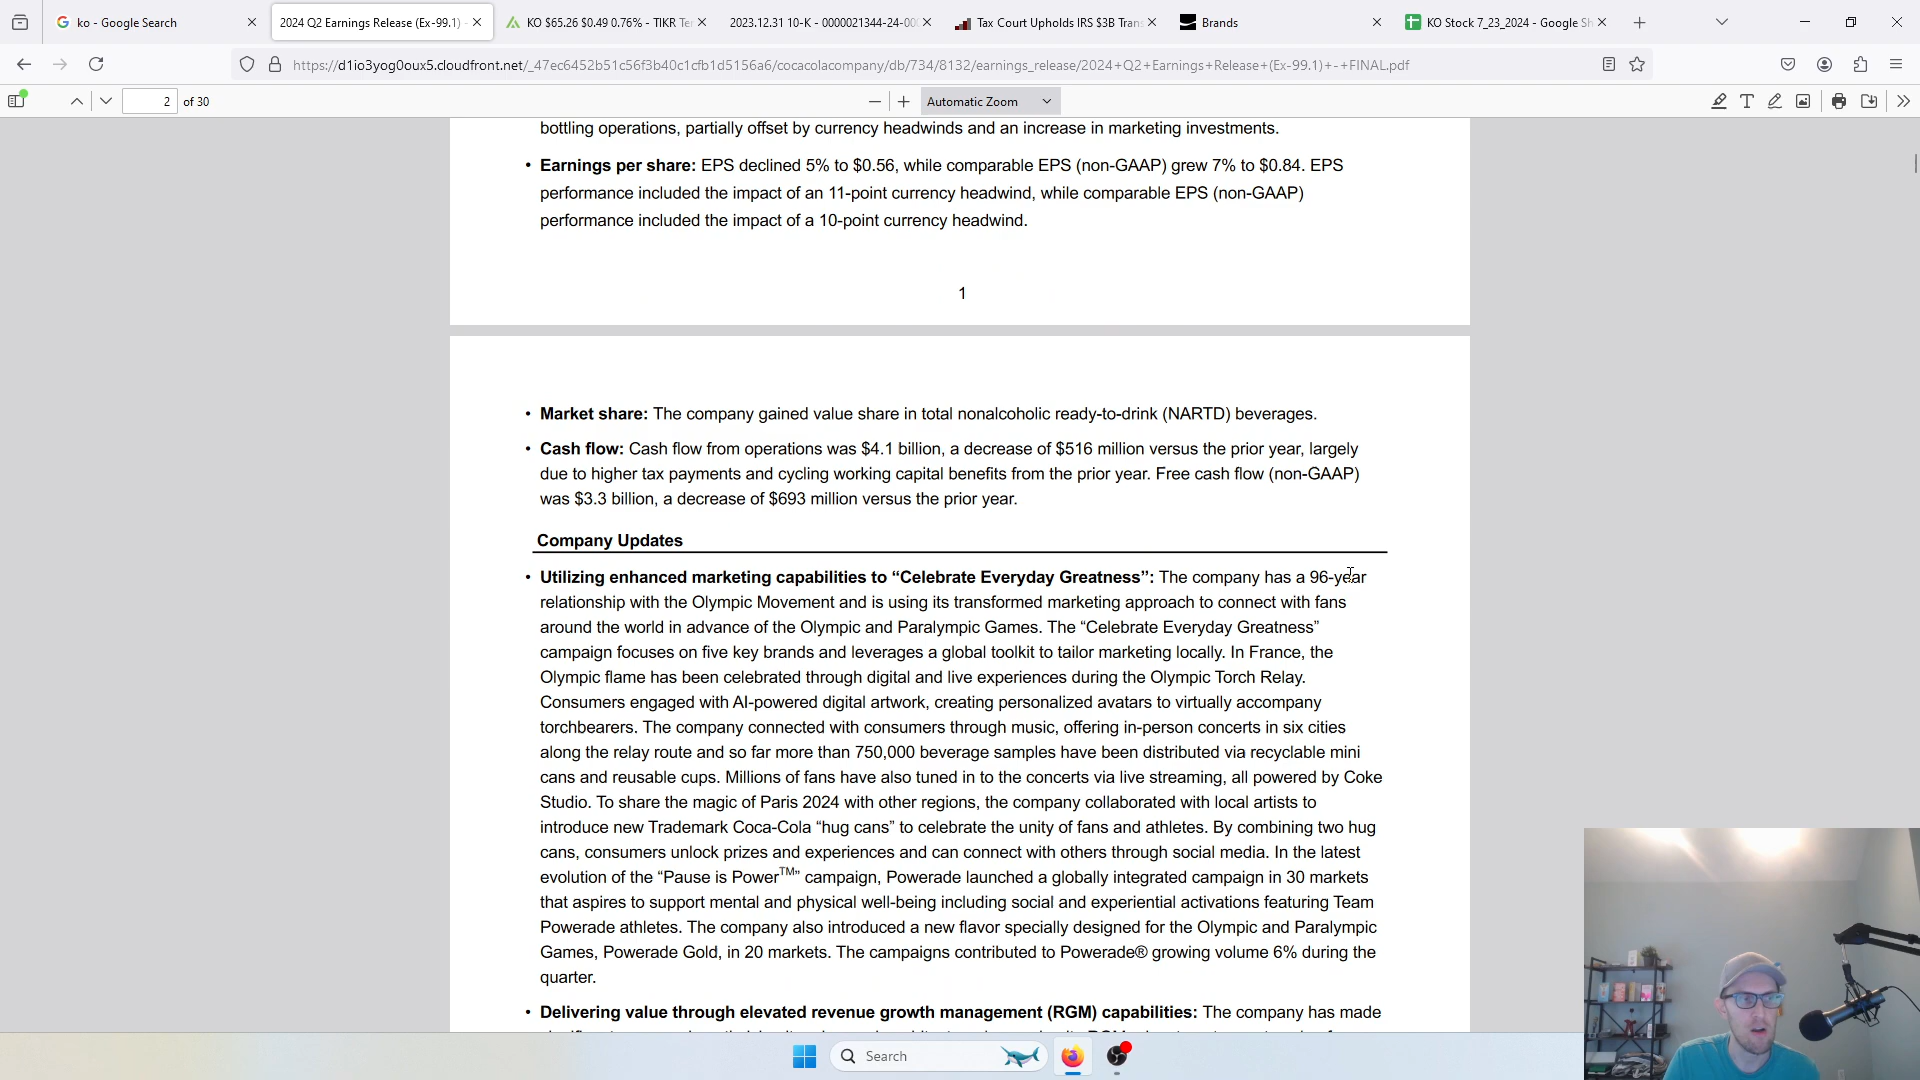 ko - Google Search
2024 Q2 Earnings Release (Ex-99.1) -
KO $65.26 $0.49 0.76% - TIKR Te
2023.12.31 10-K - 0000021344-24-00
Tax Court Upholds IRS $3B Tran
Brands
KO Stock 7_23_2024 - Google Sh
https://d1io3yog0oux5.cloudfront.net/_47ec6452b51c56f3b40c1cfb1d5156a6/cocacolacompany/db/734/8132/earnings_release/2024+Q2+Earnings+Release+(Ex-99.1)+-+FINAL.pdf
2 of 30
Automatic Zoom
bottling operations, partially offset by currency headwinds and an increase in marketing investments.
• Earnings per share: EPS declined 5% to $0.56, while comparable EPS (non-GAAP) grew 7% to $0.84. EPS
performance included the impact of an 11-point currency headwind, while comparable EPS (non-GAAP)
performance included the impact of a 10-point currency headwind.
1
• Market share: The company gained value share in total nonalcoholic ready-to-drink (NARTD) beverages.
• Cash flow: Cash flow from operations was $4.1 billion, a decrease of $516 million versus the prior year, largely
due to higher tax payments and cycling working capital benefits from the prior year. Free cash flow (non-GAAP)
was $3.3 billion, a decrease of $693 million versus the prior year.
Company Updates
• Utilizing enhanced marketing capabilities to “Celebrate Everyday Greatness”: The company has a 96-year
relationship with the Olympic Movement and is using its transformed marketing approach to connect with fans
around the world in advance of the Olympic and Paralympic Games. The “Celebrate Everyday Greatness”
campaign focuses on five key brands and leverages a global toolkit to tailor marketing locally. In France, the
Olympic flame has been celebrated through digital and live experiences during the Olympic Torch Relay.
Consumers engaged with AI-powered digital artwork, creating personalized avatars to virtually accompany
torchbearers. The company connected with consumers through music, offering in-person concerts in six cities
along the relay route and so far more than 750,000 beverage samples have been distributed via recyclable mini
cans and reusable cups. Millions of fans have also tuned in to the concerts via live streaming, all powered by Coke
Studio. To share the magic of Paris 2024 with other regions, the company collaborated with local artists to
introduce new Trademark Coca-Cola “hug cans” to celebrate the unity of fans and athletes. By combining two hug
cans, consumers unlock prizes and experiences and can connect with others through social media. In the latest
evolution of the “Pause is Power™” campaign, Powerade launched a globally integrated campaign in 30 markets
that aspires to support mental and physical well-being including social and experiential activations featuring Team
Powerade athletes. The company also introduced a new flavor specially designed for the Olympic and Paralympic
Games, Powerade Gold, in 20 markets. The campaigns contributed to Powerade® growing volume 6% during the
quarter.
• Delivering value through elevated revenue growth management (RGM) capabilities: The company has made
Search